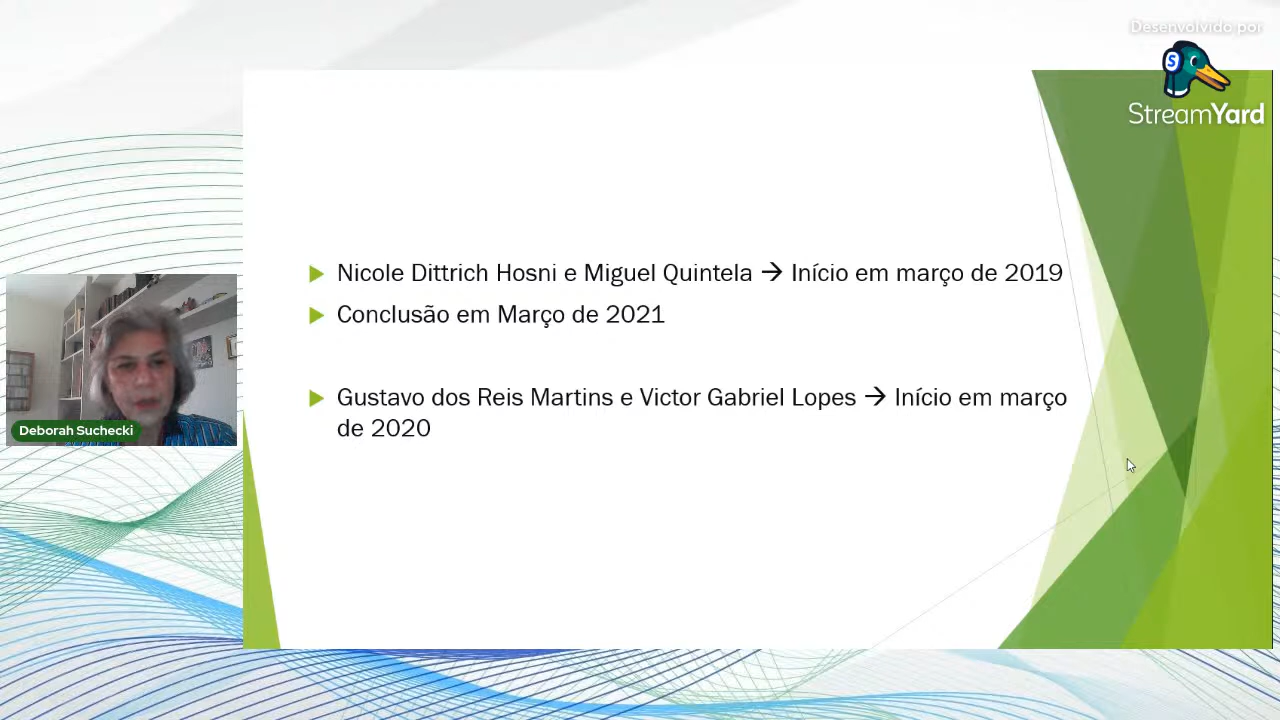 Desenvolvido por
StreamYard
Nicole Dittrich Hosni e Miguel Quintela → Início em março de 2019
Conclusão em Março de 2021
Gustavo dos Reis Martins e Victor Gabriel Lopes → Início em março
de 2020
Deborah Suchecki